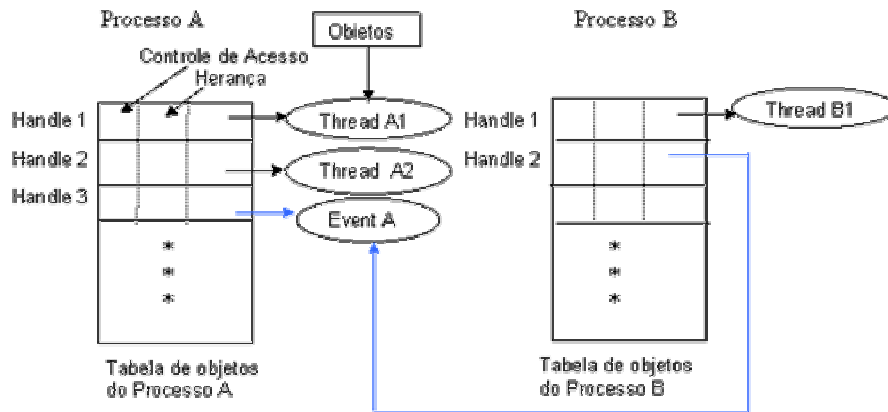 Processo A
Objetos
Processo B
Controle de Acesso
Herança
Handle 1
Thread A1
Handle 2
Thread A2
Handle 3
Event A
*
*
*
Tabela de objetos
do Processo A
Handle 1
Thread B1
Handle 2
*
*
*
Tabela de objetos
do Processo B